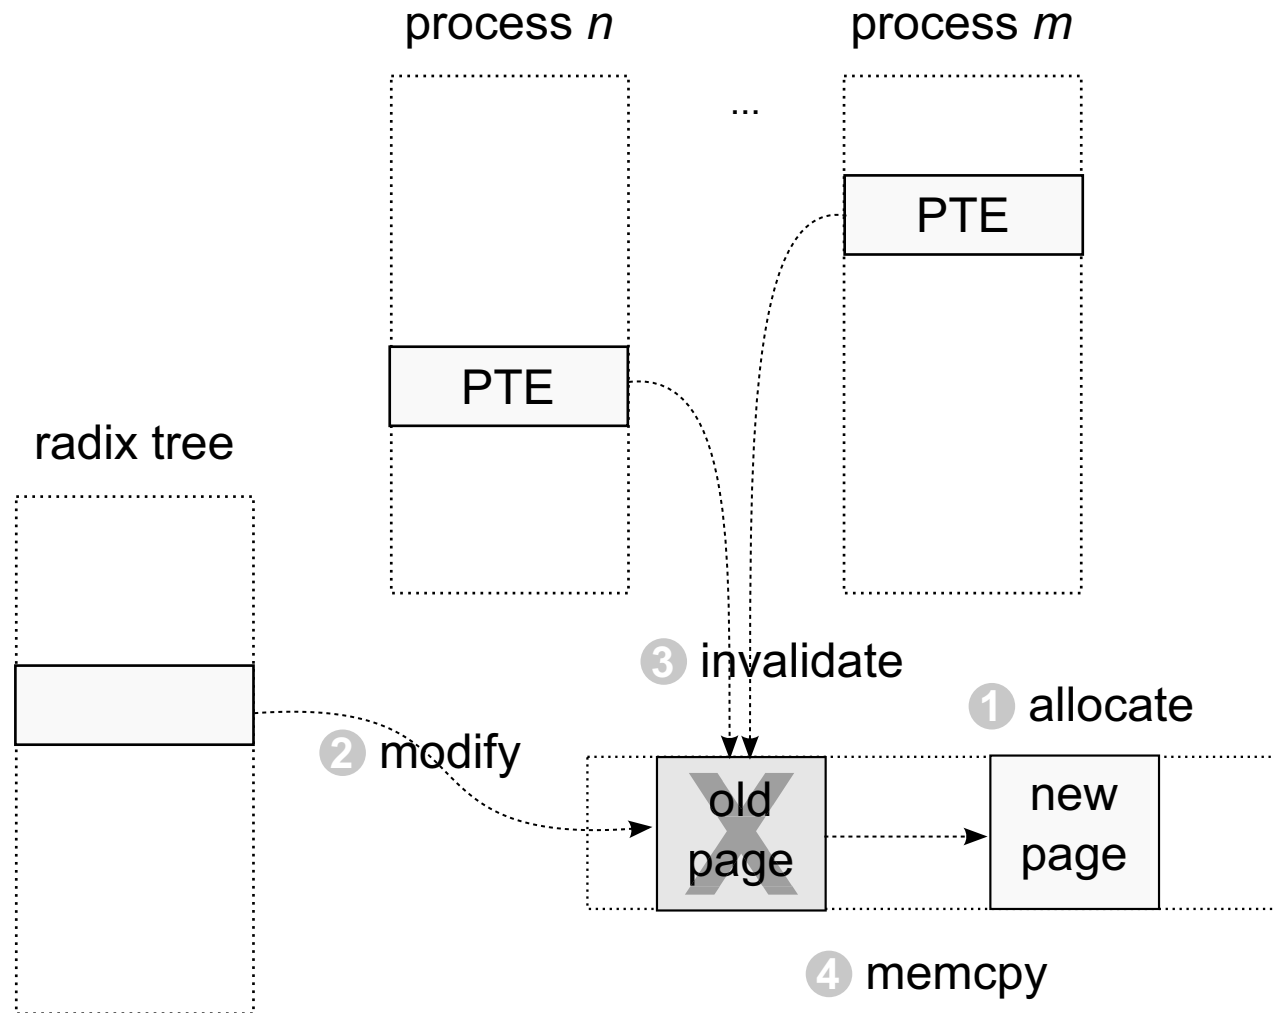 process n
process m
...
PTE
PTE
radix tree
3 invalidate
1 allocate
2 modify
old
page
X
new
page
4 memcpy